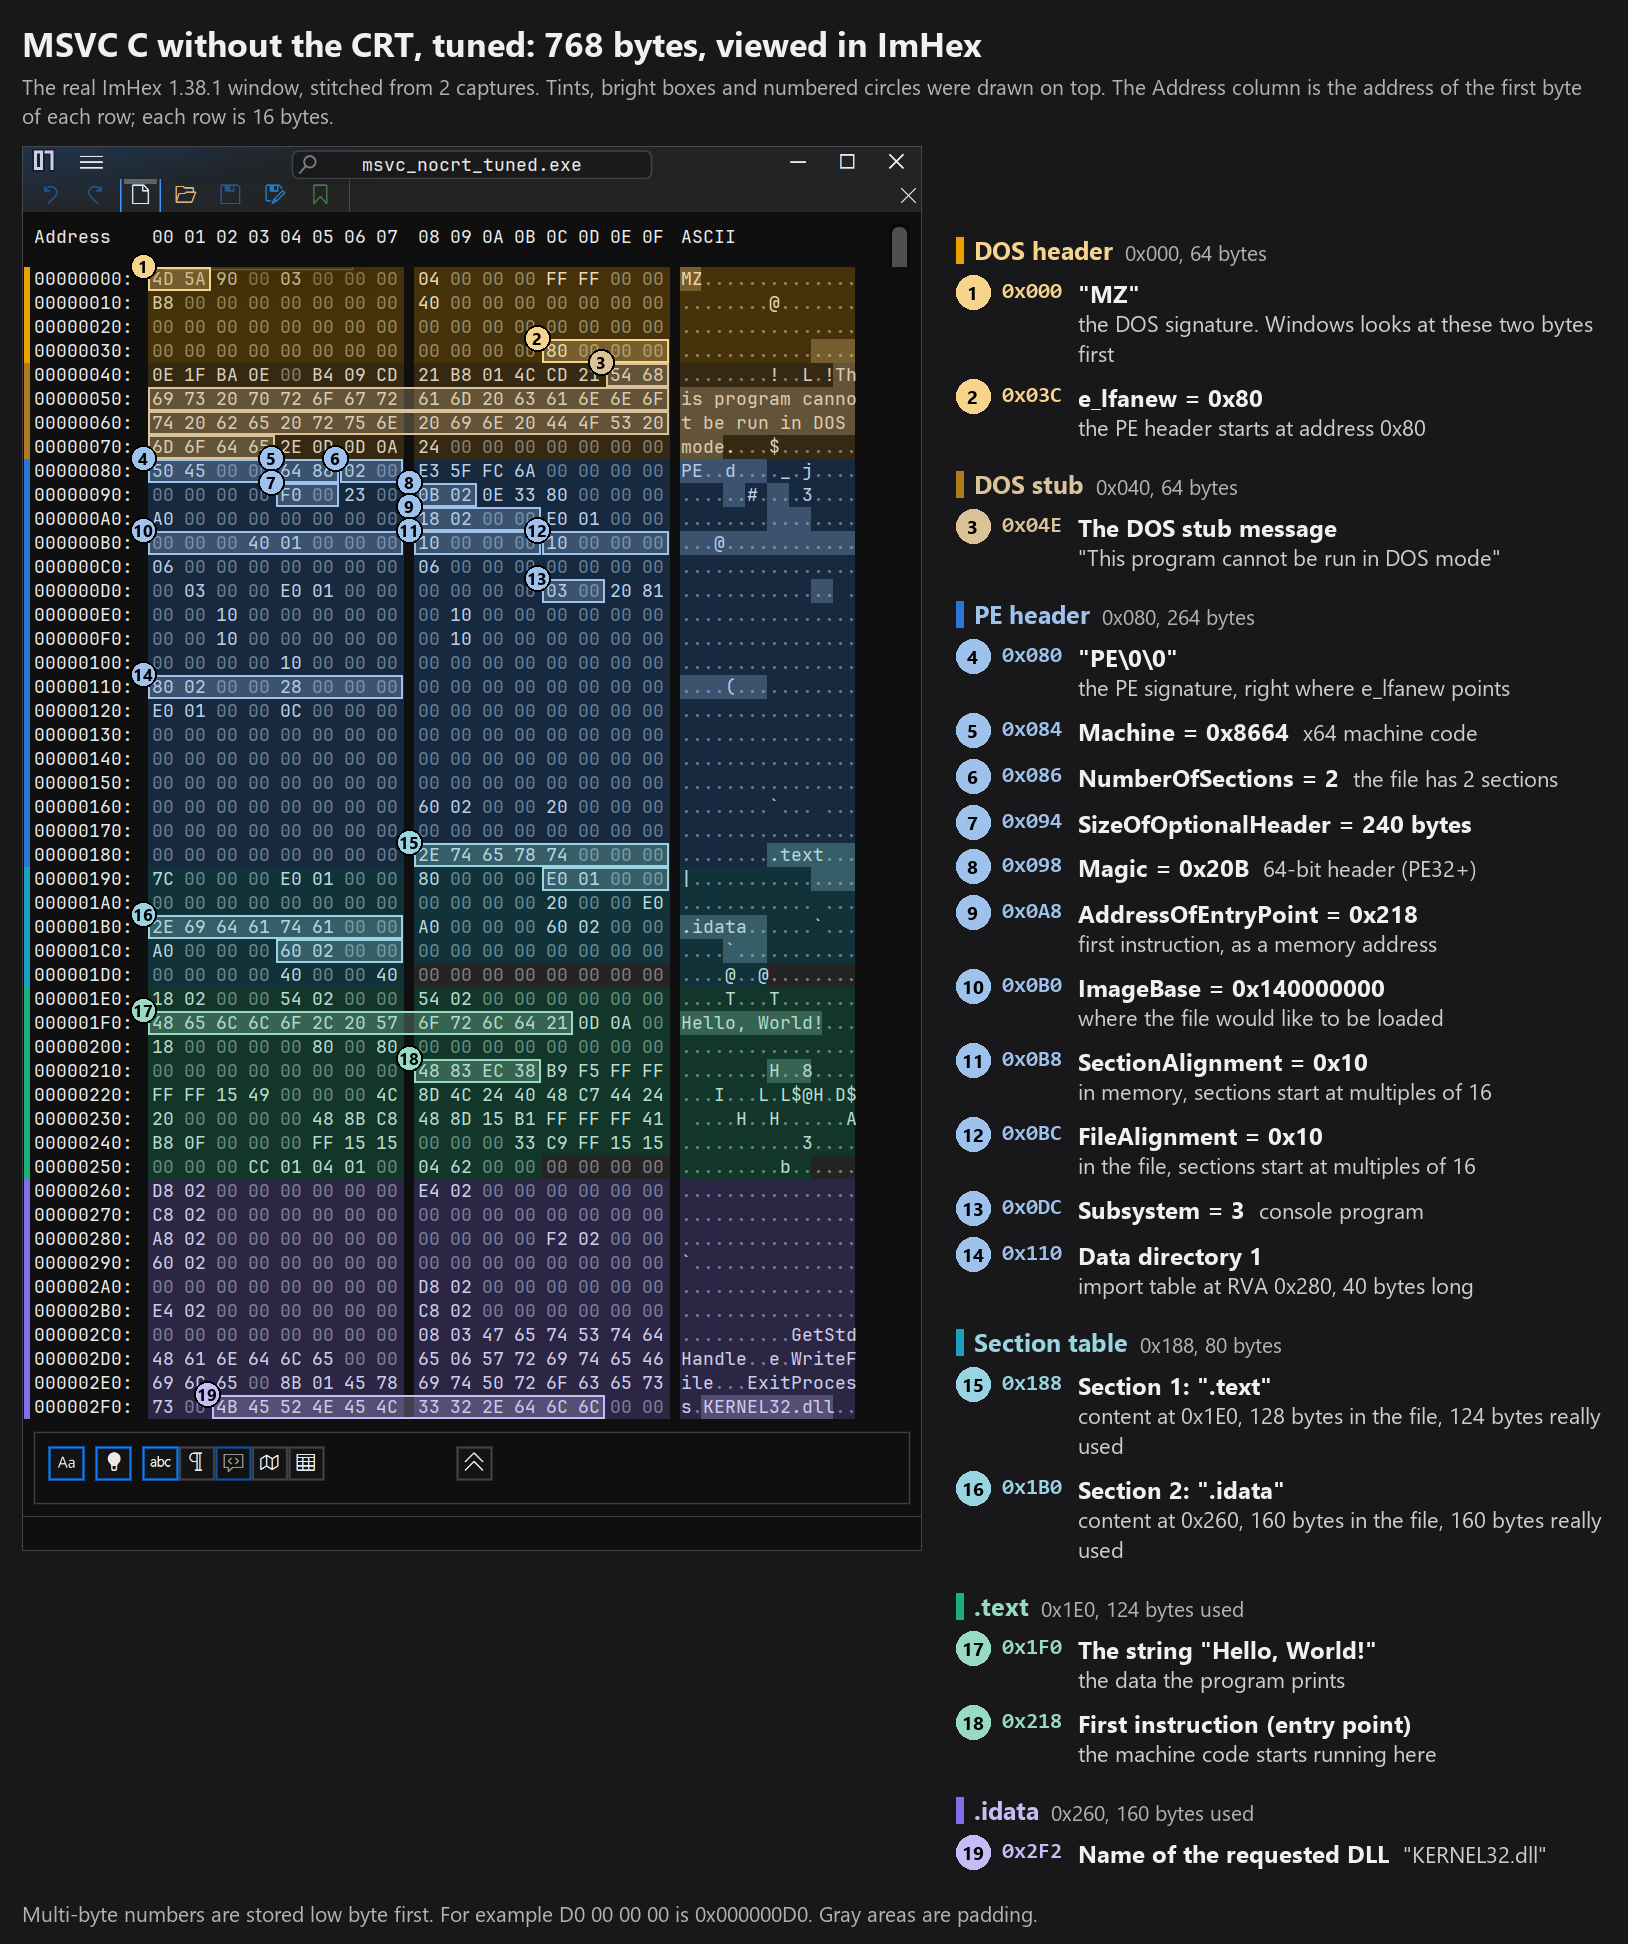 MSVC C without the CRT, tuned: 768 bytes, viewed in ImHex
The real ImHex 1.38.1 window, stitched from 2 captures. Tints, bright boxes and numbered circles were drawn on top. The Address column is the address of the first byte
of each row; each row is 16 bytes.
msvc_nocrt_tuned.exe
Address 00 01 02 03 04 05 06 07 08 09 0A 0B 0C 0D 0E 0F ASCII
1
00000000: 4D 5A 90 00 03 00 00 00 04 00 00 00 FF FF 00 00 MZ..............
00000010: B8 00 00 00 00 00 00 00 40 00 00 00 00 00 00 00 ........@.......
00000020: 00 00 00 00 00 00 00 00 00 00 00 00 00 00 00 00 ................
2
00000030: 00 00 00 00 00 00 00 00 00 00 00 00 80 00 00 00 ................
3
00000040: 0E 1F BA 0E 00 B4 09 CD 21 B8 01 4C CD 21 54 68 ........!..L.!Th
00000050: 69 73 20 70 72 6F 67 72 61 6D 20 63 61 6E 6E 6F is program canno
00000060: 74 20 62 65 20 72 75 6E 20 69 6E 20 44 4F 53 20 t be run in DOS
00000070: 6D 6F 64 65 2E 0D 0D 0A 24 00 00 00 00 00 00 00 mode....$.......
4 5 6
00000080: 50 45 00 00 64 86 02 00 E3 5F FC 6A 00 00 00 00 PE..d...._.j....
7 8
00000090: 00 00 00 00 F0 00 23 00 0B 02 0E 33 80 00 00 00 ......#....3....
9
000000A0: A0 00 00 00 00 00 00 00 18 02 00 00 E0 01 00 00 ................
10 11 12
000000B0: 00 00 00 40 01 00 00 00 10 00 00 00 10 00 00 00 ...@............
000000C0: 06 00 00 00 00 00 00 00 06 00 00 00 00 00 00 00 ................
13
000000D0: 00 03 00 00 E0 01 00 00 00 00 00 00 03 00 20 81 .............. .
000000E0: 00 00 10 00 00 00 00 00 00 10 00 00 00 00 00 00 ................
000000F0: 00 00 10 00 00 00 00 00 00 10 00 00 00 00 00 00 ................
00000100: 00 00 00 00 10 00 00 00 00 00 00 00 00 00 00 00 ................
14
00000110: 80 02 00 00 28 00 00 00 00 00 00 00 00 00 00 00 ....(...........
00000120: E0 01 00 00 0C 00 00 00 00 00 00 00 00 00 00 00 ................
00000130: 00 00 00 00 00 00 00 00 00 00 00 00 00 00 00 00 ................
00000140: 00 00 00 00 00 00 00 00 00 00 00 00 00 00 00 00 ................
00000150: 00 00 00 00 00 00 00 00 00 00 00 00 00 00 00 00 ................
00000160: 00 00 00 00 00 00 00 00 60 02 00 00 20 00 00 00 ........`... ...
00000170: 00 00 00 00 00 00 00 00 00 00 00 00 00 00 00 00 ................
15
00000180: 00 00 00 00 00 00 00 00 2E 74 65 78 74 00 00 00 .........text...
00000190: 7C 00 00 00 E0 01 00 00 80 00 00 00 E0 01 00 00 |...............
000001A0: 00 00 00 00 00 00 00 00 00 00 00 00 20 00 00 E0 ............ ...
16
000001B0: 2E 69 64 61 74 61 00 00 A0 00 00 00 60 02 00 00 .idata......`...
000001C0: A0 00 00 00 60 02 00 00 00 00 00 00 00 00 00 00 ....`...........
000001D0: 00 00 00 00 40 00 00 40 00 00 00 00 00 00 00 00 ....@..@........
000001E0: 18 02 00 00 54 02 00 00 54 02 00 00 00 00 00 00 ....T...T.......
17
000001F0: 48 65 6C 6C 6F 2C 20 57 6F 72 6C 64 21 0D 0A 00 Hello, World!...
00000200: 18 00 00 00 00 80 00 80 00 00 00 00 00 00 00 00 ................
18
00000210: 00 00 00 00 00 00 00 00 48 83 EC 38 B9 F5 FF FF ........H..8....
00000220: FF FF 15 49 00 00 00 4C 8D 4C 24 40 48 C7 44 24 ...I...L.L$@H.D$
00000230: 20 00 00 00 00 48 8B C8 48 8D 15 B1 FF FF FF 41  ....H..H......A
00000240: B8 0F 00 00 00 FF 15 15 00 00 00 33 C9 FF 15 15 ...........3....
00000250: 00 00 00 CC 01 04 01 00 04 62 00 00 00 00 00 00 .........b......
00000260: D8 02 00 00 00 00 00 00 E4 02 00 00 00 00 00 00 ................
00000270: C8 02 00 00 00 00 00 00 00 00 00 00 00 00 00 00 ................
00000280: A8 02 00 00 00 00 00 00 00 00 00 00 F2 02 00 00 ................
00000290: 60 02 00 00 00 00 00 00 00 00 00 00 00 00 00 00 `...............
000002A0: 00 00 00 00 00 00 00 00 D8 02 00 00 00 00 00 00 ................
000002B0: E4 02 00 00 00 00 00 00 C8 02 00 00 00 00 00 00 ................
000002C0: 00 00 00 00 00 00 00 00 08 03 47 65 74 53 74 64 ..........GetStd
000002D0: 48 61 6E 64 6C 65 00 00 65 06 57 72 69 74 65 46 Handle..e.WriteF
000002E0: 69 6C 65 00 8B 01 45 78 69 74 50 72 6F 63 65 73 ile...ExitProces
19
000002F0: 73 00 4B 45 52 4E 45 4C 33 32 2E 64 6C 6C 00 00 s.KERNEL32.dll..
Aa abc
DOS header 0x000, 64 bytes
1 0x000 "MZ"
the DOS signature. Windows looks at these two bytes
first
2 0x03C e_lfanew = 0x80
the PE header starts at address 0x80
DOS stub 0x040, 64 bytes
3 0x04E The DOS stub message
"This program cannot be run in DOS mode"
PE header 0x080, 264 bytes
4 0x080 "PE\0\0"
the PE signature, right where e_lfanew points
5 0x084 Machine = 0x8664 x64 machine code
6 0x086 NumberOfSections = 2 the file has 2 sections
7 0x094 SizeOfOptionalHeader = 240 bytes
8 0x098 Magic = 0x20B 64-bit header (PE32+)
9 0x0A8 AddressOfEntryPoint = 0x218
first instruction, as a memory address
10 0x0B0 ImageBase = 0x140000000
where the file would like to be loaded
11 0x0B8 SectionAlignment = 0x10
in memory, sections start at multiples of 16
12 0x0BC FileAlignment = 0x10
in the file, sections start at multiples of 16
13 0x0DC Subsystem = 3 console program
14 0x110 Data directory 1
import table at RVA 0x280, 40 bytes long
Section table 0x188, 80 bytes
15 0x188 Section 1: ".text"
content at 0x1E0, 128 bytes in the file, 124 bytes really
used
16 0x1B0 Section 2: ".idata"
content at 0x260, 160 bytes in the file, 160 bytes really
used
.text 0x1E0, 124 bytes used
17 0x1F0 The string "Hello, World!"
the data the program prints
18 0x218 First instruction (entry point)
the machine code starts running here
.idata 0x260, 160 bytes used
19 0x2F2 Name of the requested DLL "KERNEL32.dll"
Multi-byte numbers are stored low byte first. For example D0 00 00 00 is 0x000000D0. Gray areas are padding.